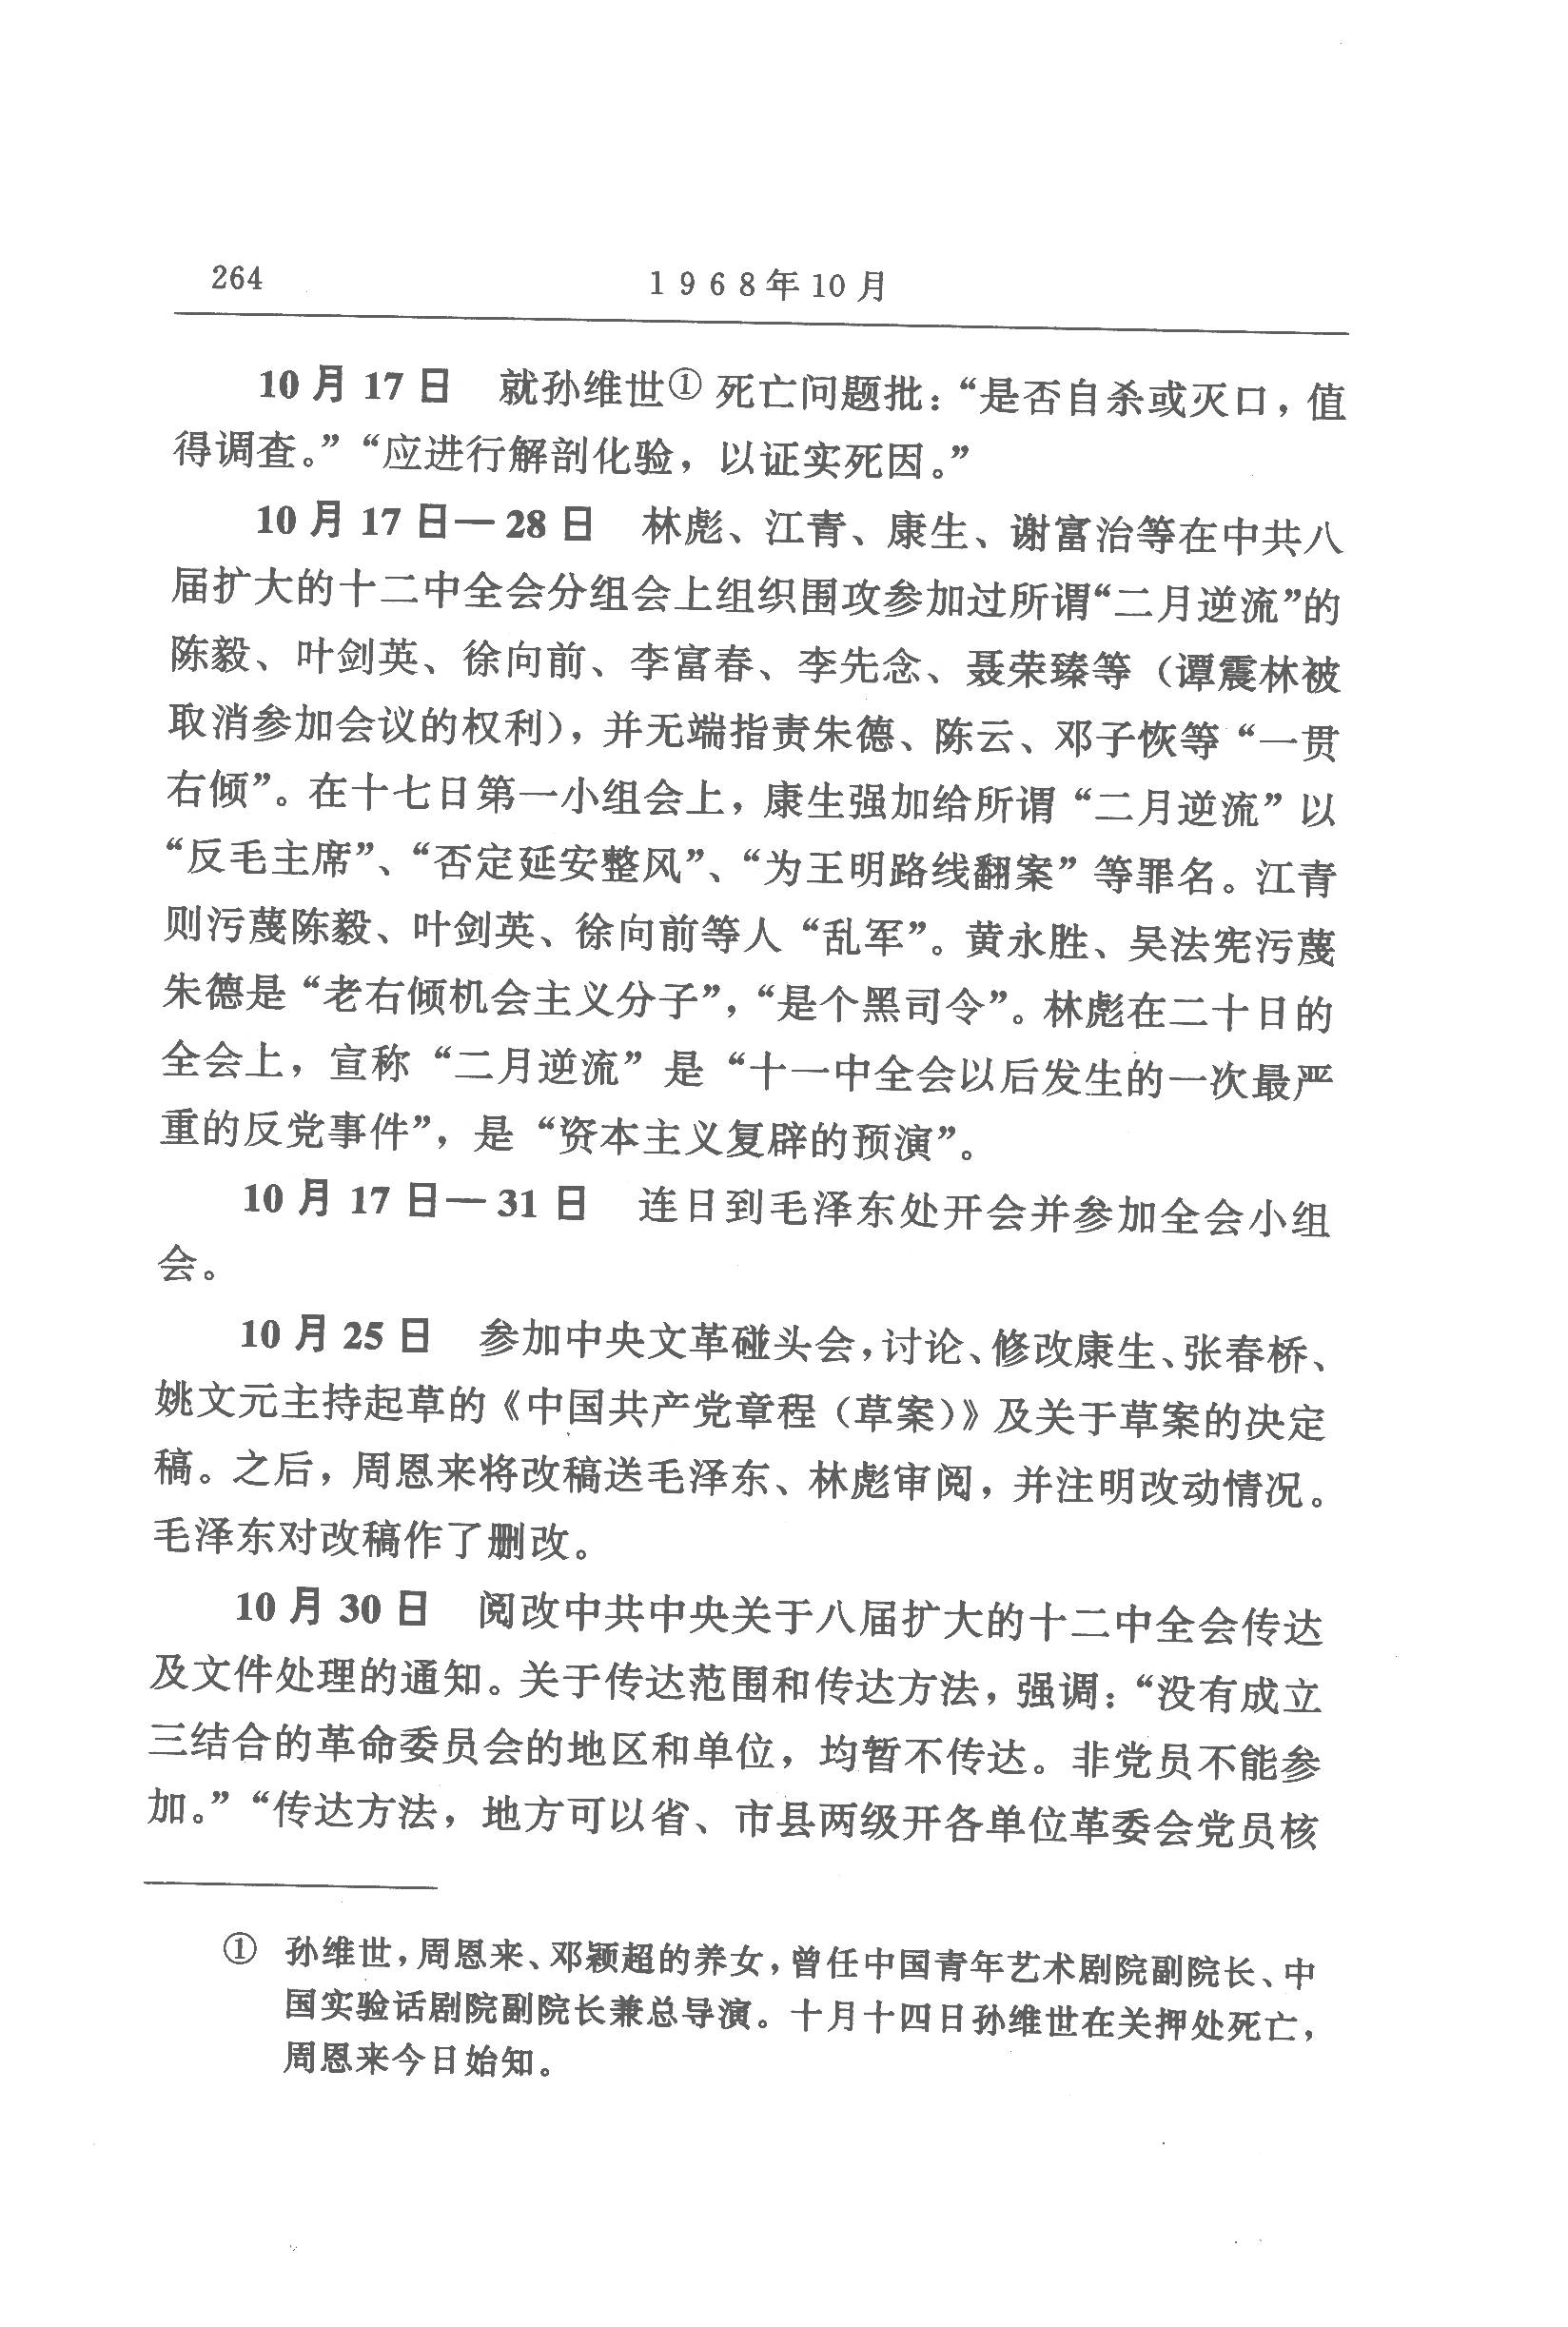 264
1968年10月
10月17日　就孙维世①死亡问题批：“是否自杀或灭口，值
得调查。”“应进行解剖化验，以证实死因。”
10月17日—28日　林彪、江青、康生、谢富治等在中共八
届扩大的十二中全会分组会上组织围攻参加过所谓“二月逆流”的
陈毅、叶剑英、徐向前、李富春、李先念、聂荣臻等（谭震林被
取消参加会议的权利），并无端指责朱德、陈云、邓子恢等“一贯
右倾”。在十七日第一小组会上，康生强加给所谓“二月逆流”以
“反毛主席”、“否定延安整风”、“为王明路线翻案”等罪名。江青
则污蔑陈毅、叶剑英、徐向前等人“乱军”。黄永胜、吴法宪污蔑
朱德是“老右倾机会主义分子”，“是个黑司令”。林彪在二十日的
全会上，宣称“二月逆流”是“十一中全会以后发生的一次最严
重的反党事件”，是“资本主义复辟的预演”。
10月17日—31日　连日到毛泽东处开会并参加全会小组
会。
10月25日　参加中央文革碰头会，讨论、修改康生、张春桥、
姚文元主持起草的《中国共产党章程（草案）》及关于草案的决定
稿。之后，周恩来将改稿送毛泽东、林彪审阅，并注明改动情况。
毛泽东对改稿作了删改。
10月30日　阅改中共中央关于八届扩大的十二中全会传达
及文件处理的通知。关于传达范围和传达方法，强调：“没有成立
三结合的革命委员会的地区和单位，均暂不传达。非党员不能参
加。”“传达方法，地方可以省、市县两级开各单位革委会党员核
① 孙维世，周恩来、邓颖超的养女，曾任中国青年艺术剧院副院长、中
国实验话剧院副院长兼总导演。十月十四日孙维世在关押处死亡，
周恩来今日始知。